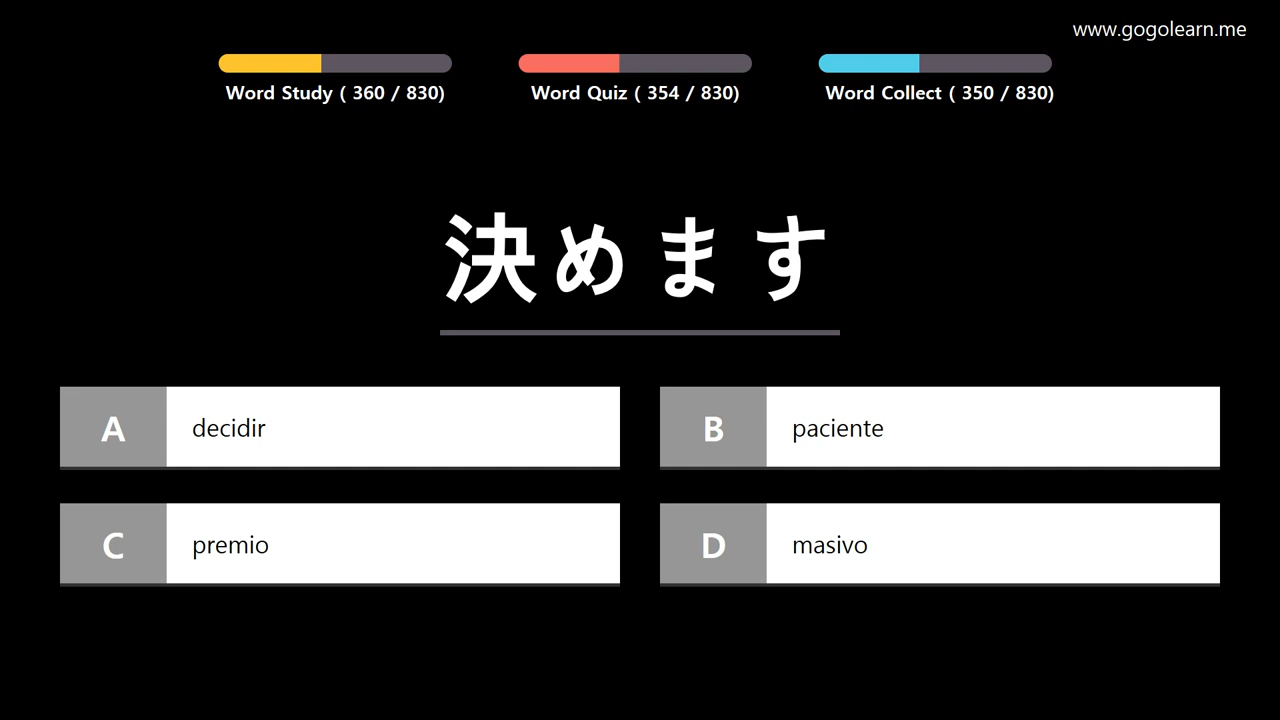 www.gogolearn.me
Word Study ( 360 / 830)
Word Quiz ( 354 / 830)
Word Collect ( 350 / 830)
決めます
A decidir
B paciente
C premio
D masivo